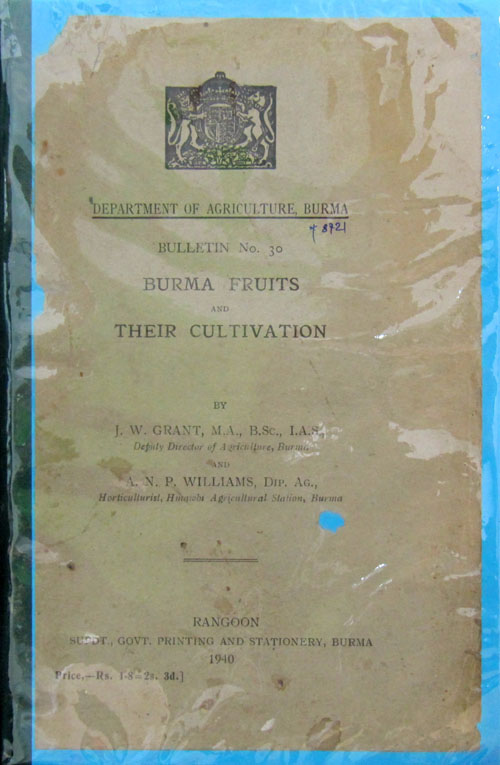 DEPARTMENT OF AGRICULTURE, BURMA
8721
BULLETIN No. 30
BURMA FRUITS
AND
THEIR CULTIVATION
BY
J. W. GRANT, M.A., B.Sc., I.A.S.,
Deputy Director of Agriculture, Burma,
AND
A. N. P. WILLIAMS, DIP. AG.,
Horticulturist, Hmawbi Agricultural Station, Burma
RANGOON
SUPDT., GOVT. PRINTING AND STATIONERY, BURMA
1940
Price,—Rs. 1-8=2s. 3d.]